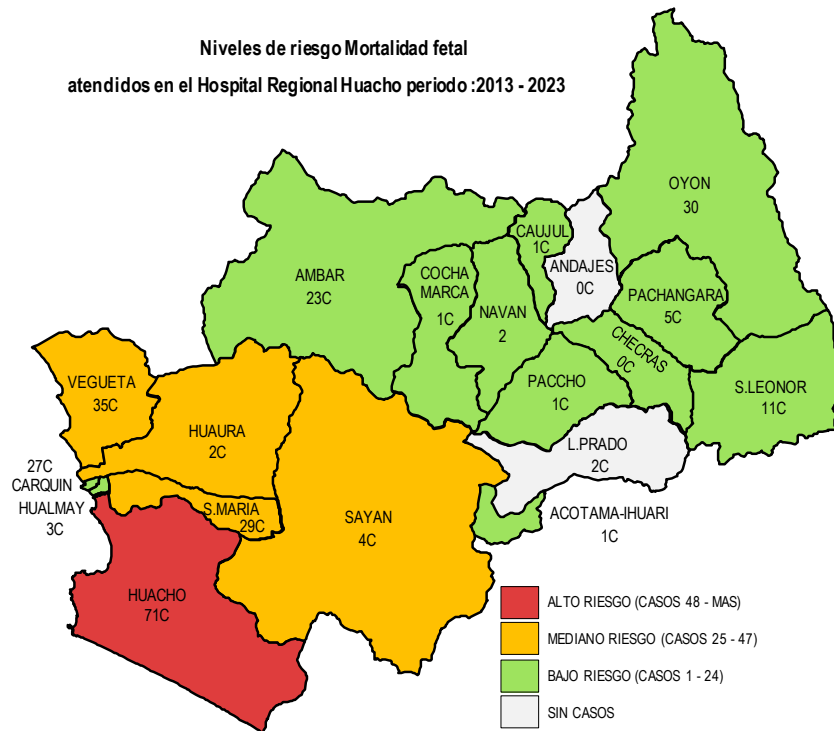 Niveles de riesgo Mortalidad fetal
atendidos en el Hospital Regional Huacho periodo :2013 - 2023
OYON
30
CAUJUL
1C
ANDAJES
0C
AMBAR
23C
COCHA
MARCA
1C
NAVAN
2
PACHANGARA
5C
CHECRAS
0C
PACCHO
1C
S.LEONOR
11C
VEGUETA
35C
HUAURA
2C
L.PRADO
2C
27C
CARQUIN
HUALMAY
3C
S.MARIA
29C
SAYAN
4C
ACOTAMA-IHUARI
1C
HUACHO
71C
ALTO RIESGO (CASOS 48 - MAS)
MEDIANO RIESGO (CASOS 25 - 47)
BAJO RIESGO (CASOS 1 - 24)
SIN CASOS